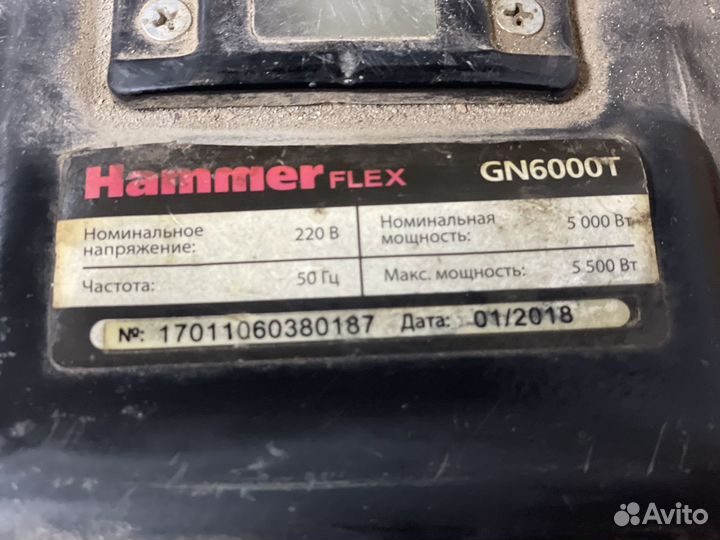 Hammer FLEX GN6000T
Номинальное напряжение: 220 В
Номинальная мощность: 5 000 Вт
Частота: 50 Гц
Макс. мощность: 5 500 Вт
№: 17011060380187 Дата: 01/2018
Avito